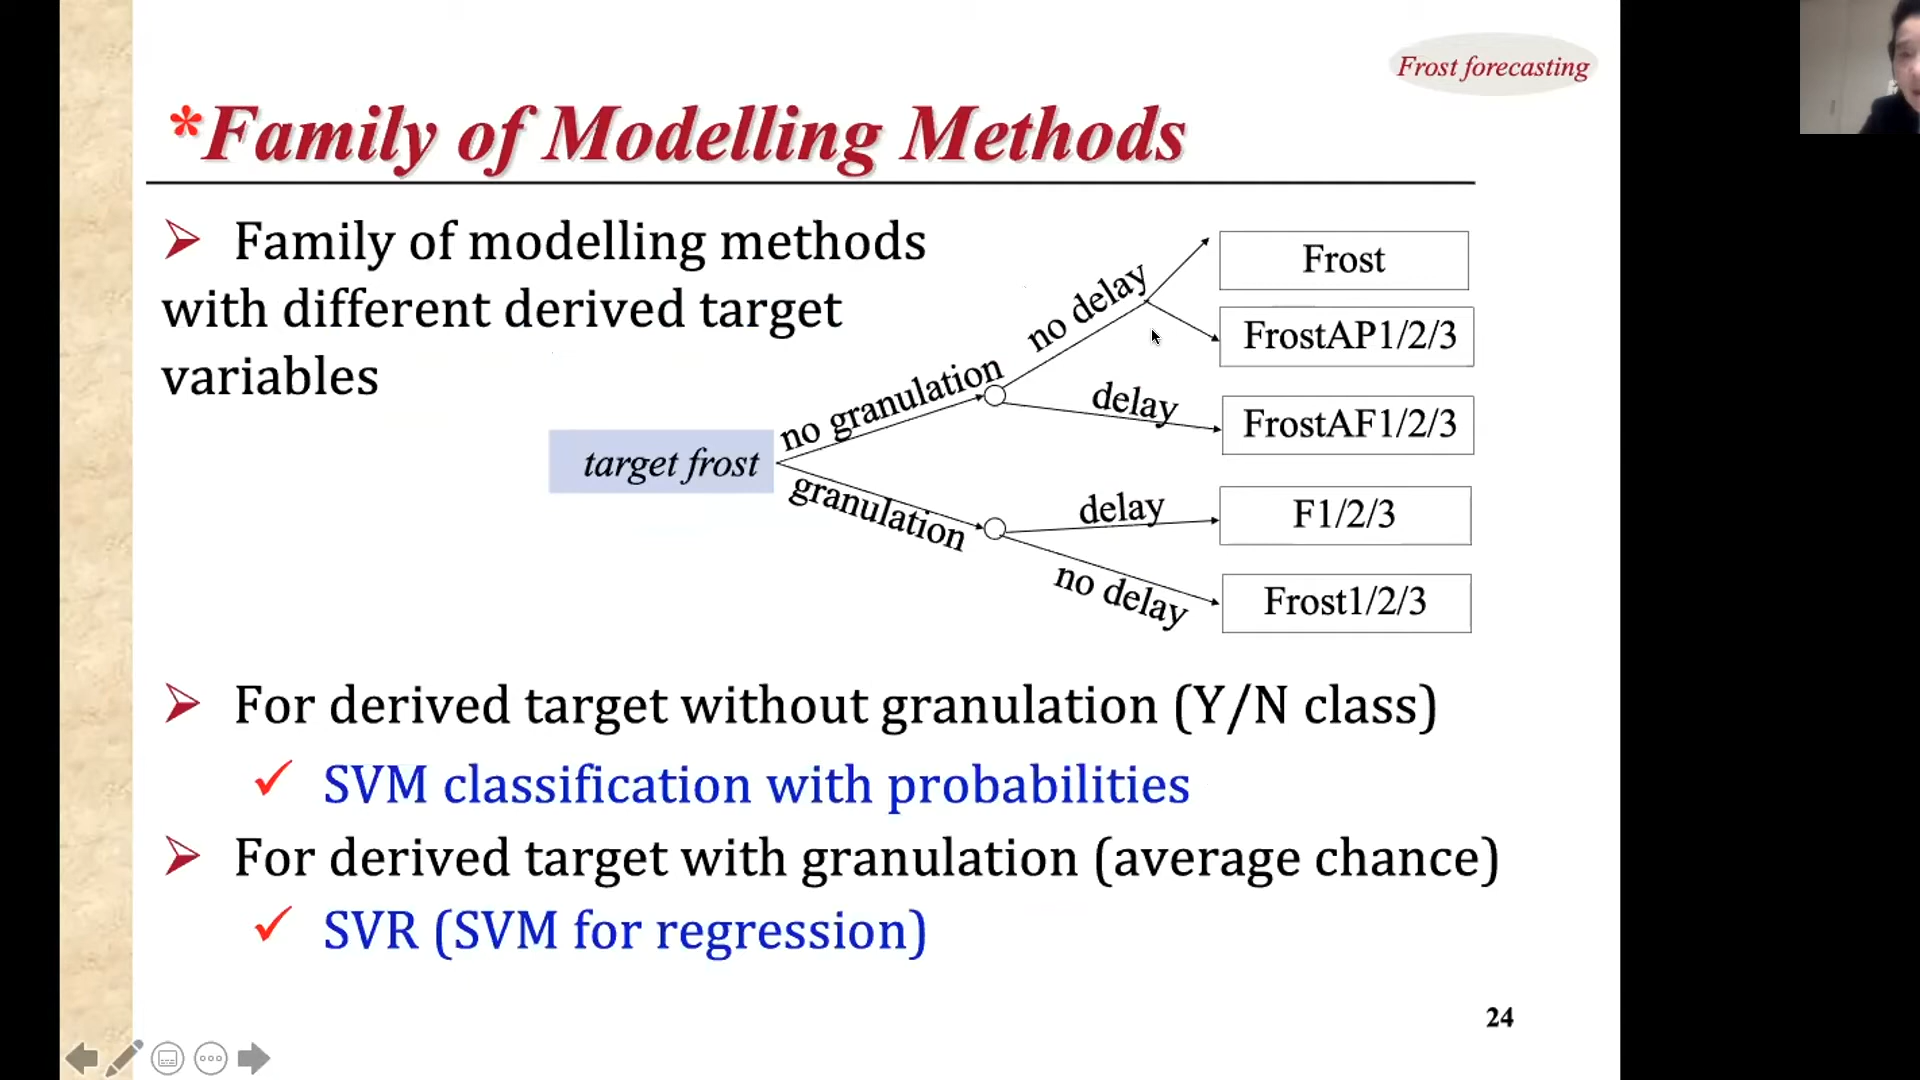 Frost forecasting
*Family of Modelling Methods
Family of modelling methods
with different derived target
variables
target frost
no granulation
granulation
no delay
delay
delay
no delay
Frost
FrostAP1/2/3
FrostAF1/2/3
F1/2/3
Frost1/2/3
For derived target without granulation (Y/N class)
SVM classification with probabilities
For derived target with granulation (average chance)
SVR (SVM for regression)
24